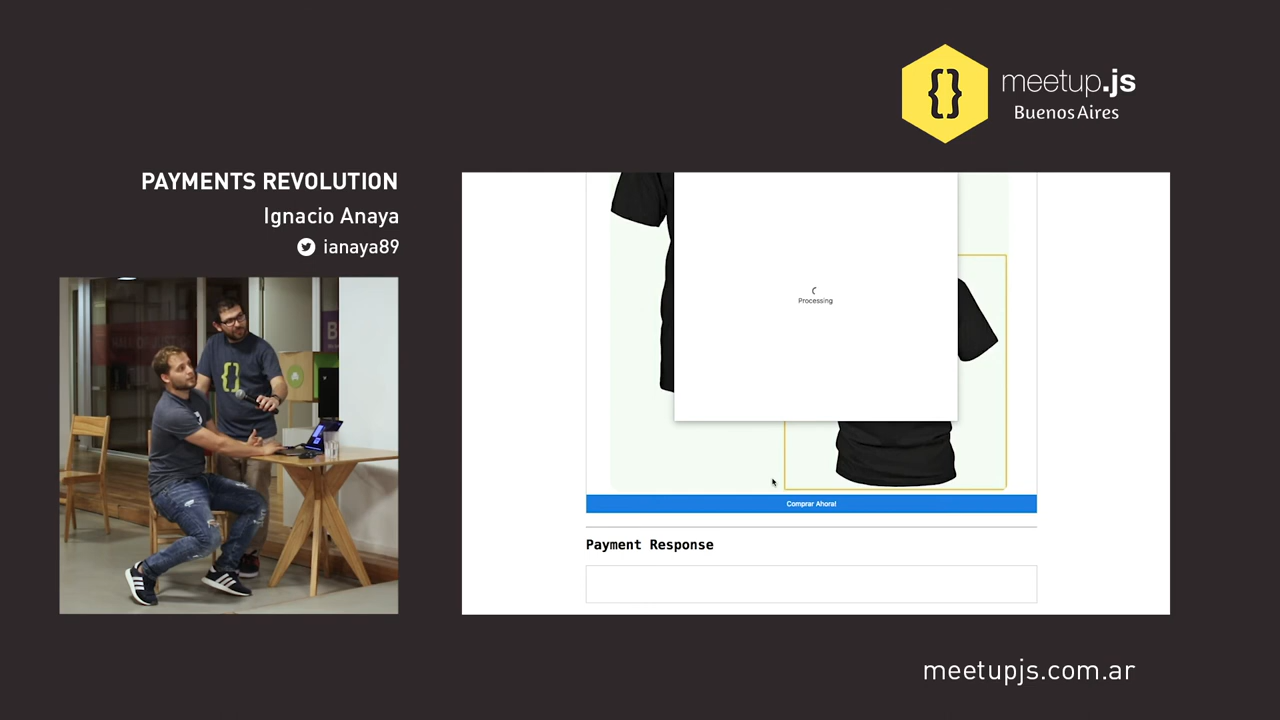 {} meetup.js
Buenos Aires
PAYMENTS REVOLUTION
Ignacio Anaya
ianaya89
Processing
Comprar Ahora!
Payment Response
{}
meetupjs.com.ar